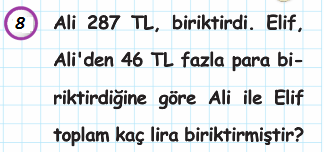 8 Ali 287 TL, biriktirdi. Elif,
Ali'den 46 TL fazla para bi-
riktirdiğine göre Ali ile Elif
toplam kaç lira biriktirmiştir?